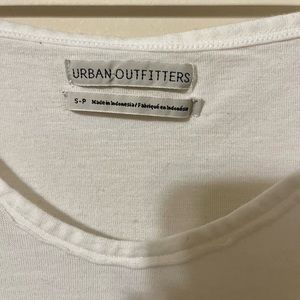 URBAN OUTFITTERS
S-P Made in Indonesia / Fabriqué en Indonésie